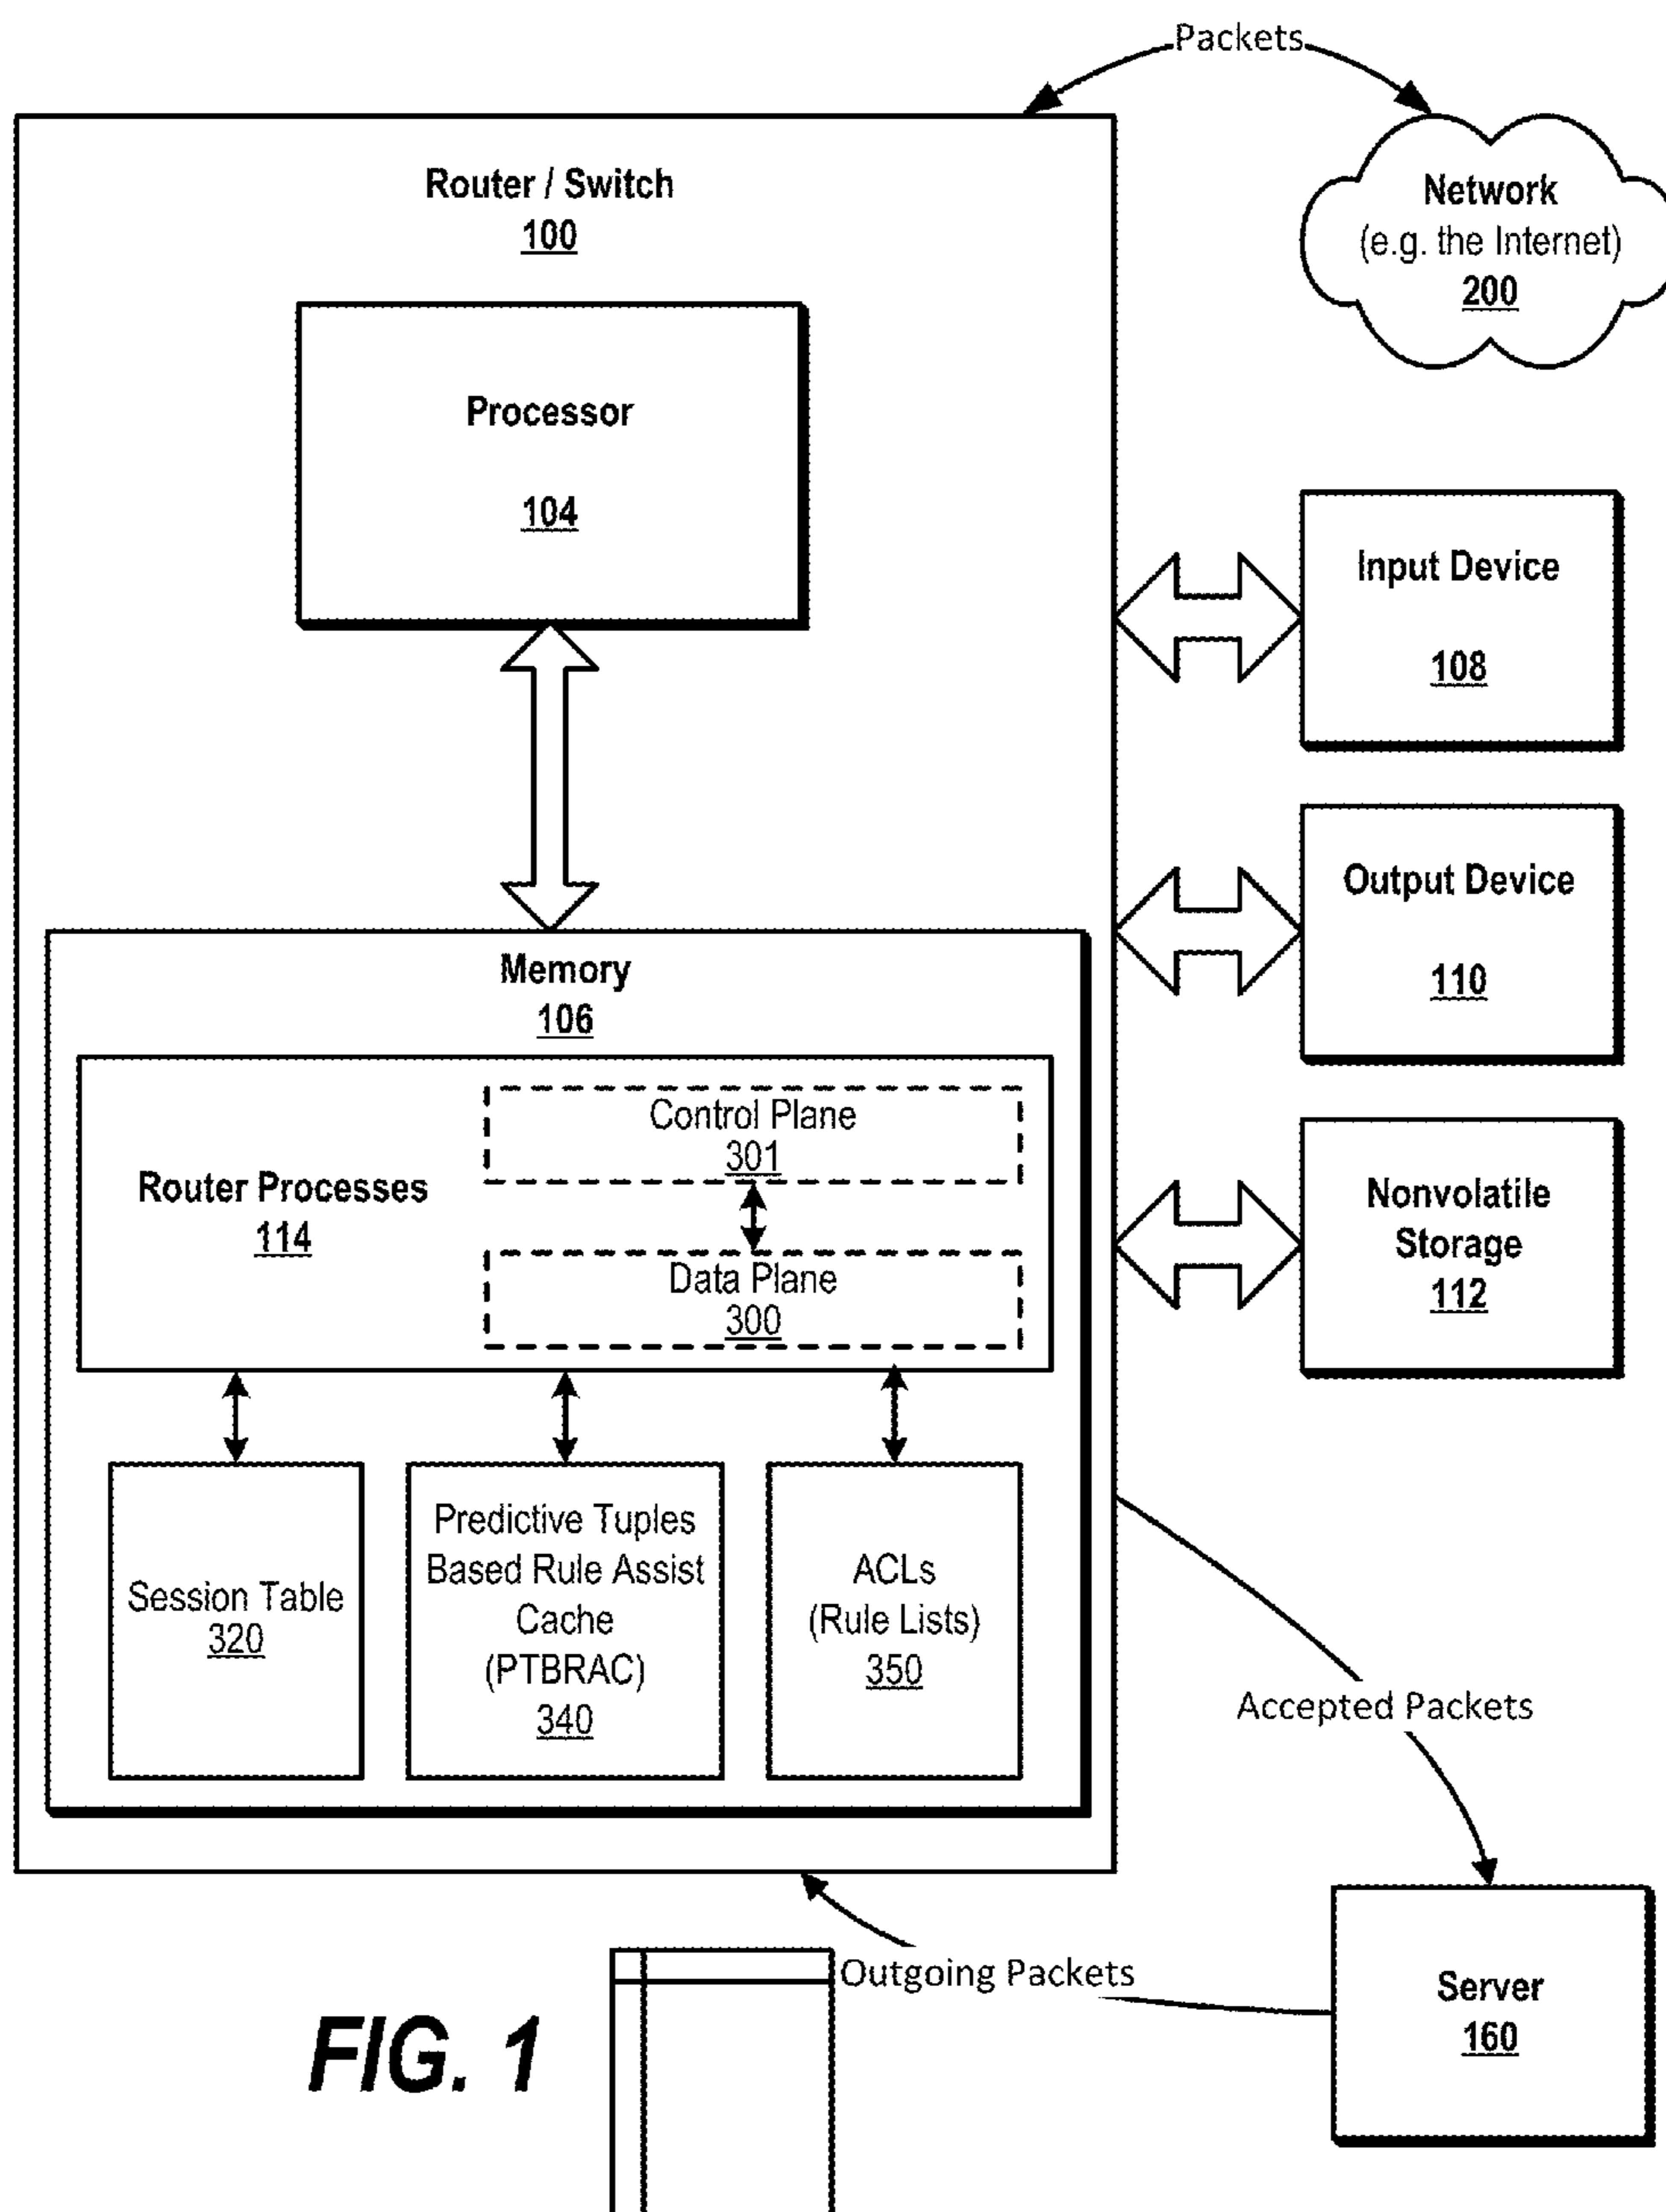 Packets
Router / Switch
100
Network
(e.g. the Internet)
200
Processor
104
Input Device
108
Output Device
110
Memory
106
Control Plane
301
Router Processes
114
Data Plane
300
Nonvolatile
Storage
112
Session Table
320
Predictive Tuples
Based Rule Assist
Cache
(PTBRAC)
340
ACLs
(Rule Lists)
350
Accepted Packets
Outgoing Packets
Server
160
FIG. 1